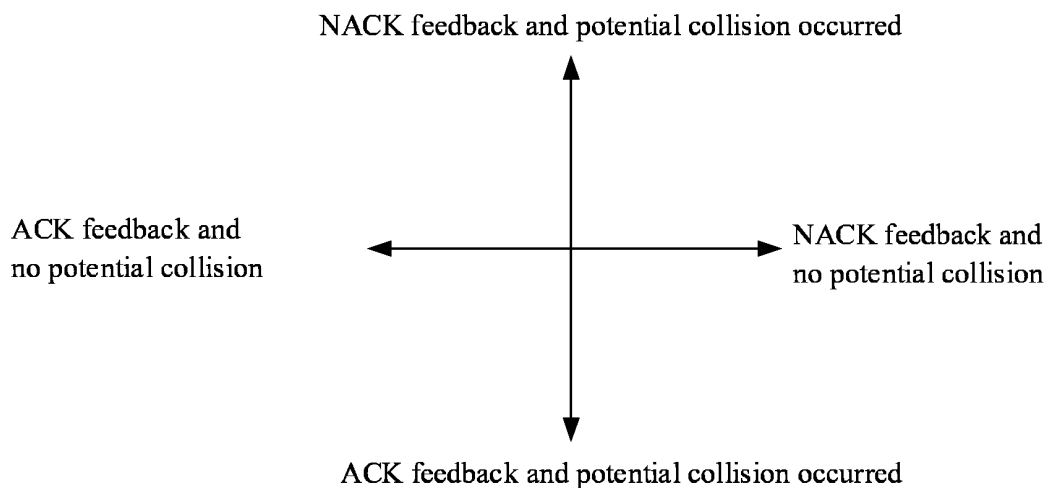 NACK feedback and potential collision occurred
ACK feedback and
no potential collision
NACK feedback and
no potential collision
ACK feedback and potential collision occurred